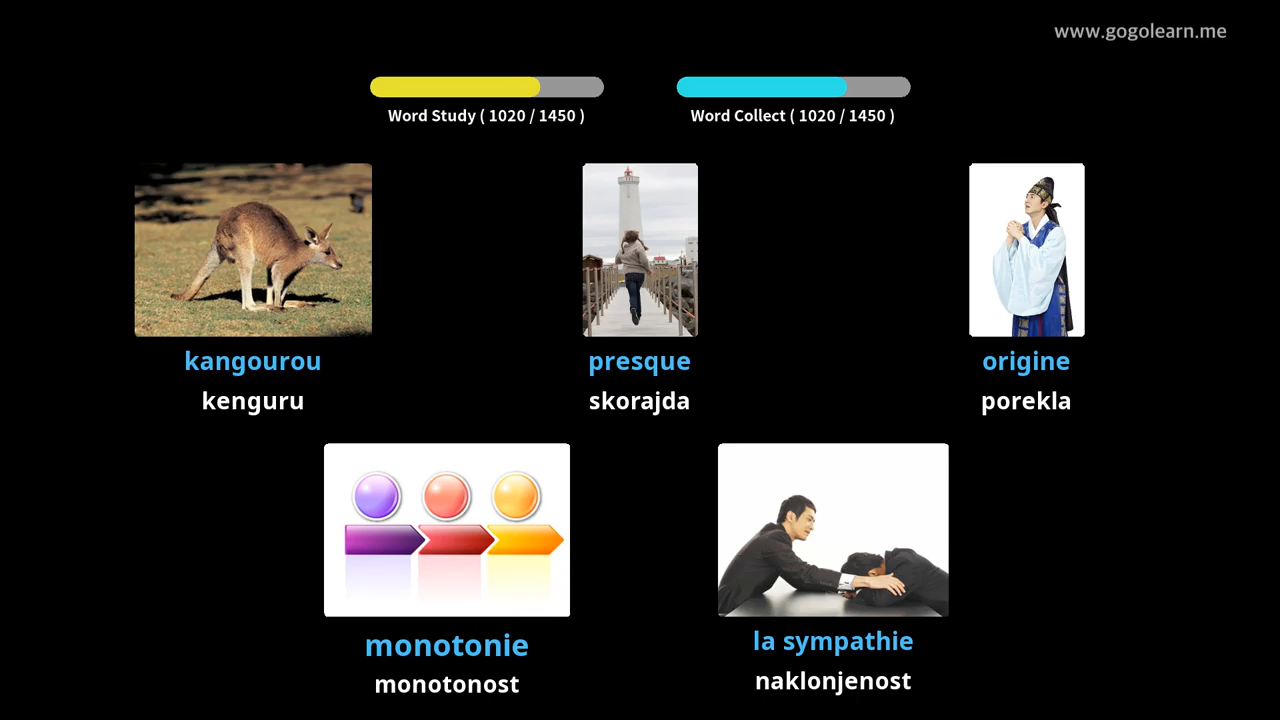 www.gogolearn.me
Word Study ( 1020 / 1450 )
Word Collect ( 1020 / 1450 )
kangourou
kenguru
presque
skorajda
origine
porekla
monotonie
monotonost
la sympathie
naklonjenost